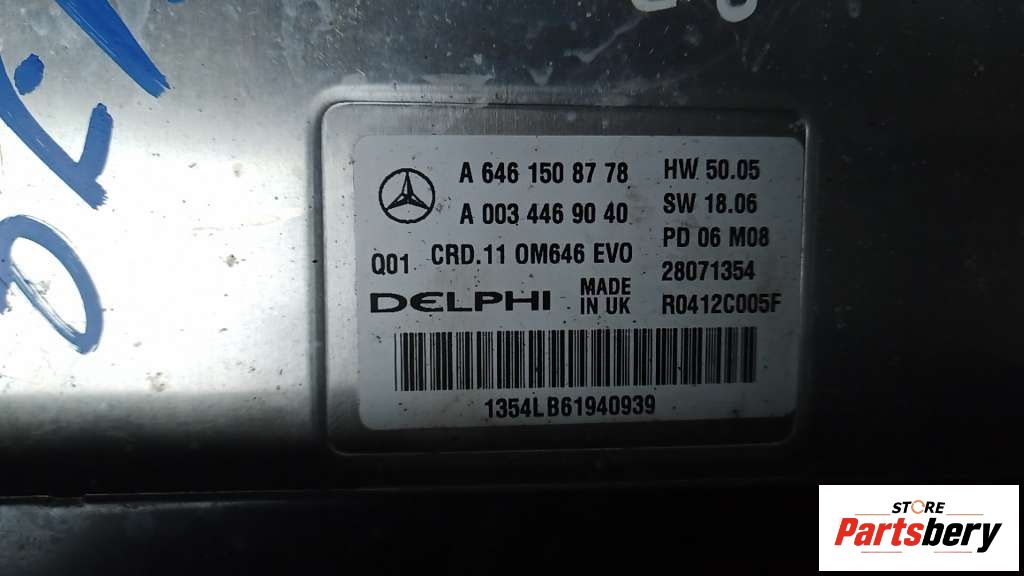 A 646 150 87 78 HW 50.05
A 003 446 90 40 SW 18.06
Q01 CRD.11 OM646 EVO PD 06 M08
28071354
DELPHI MADE IN UK R0412C005F
1354LB61940939
STORE
Partsbery